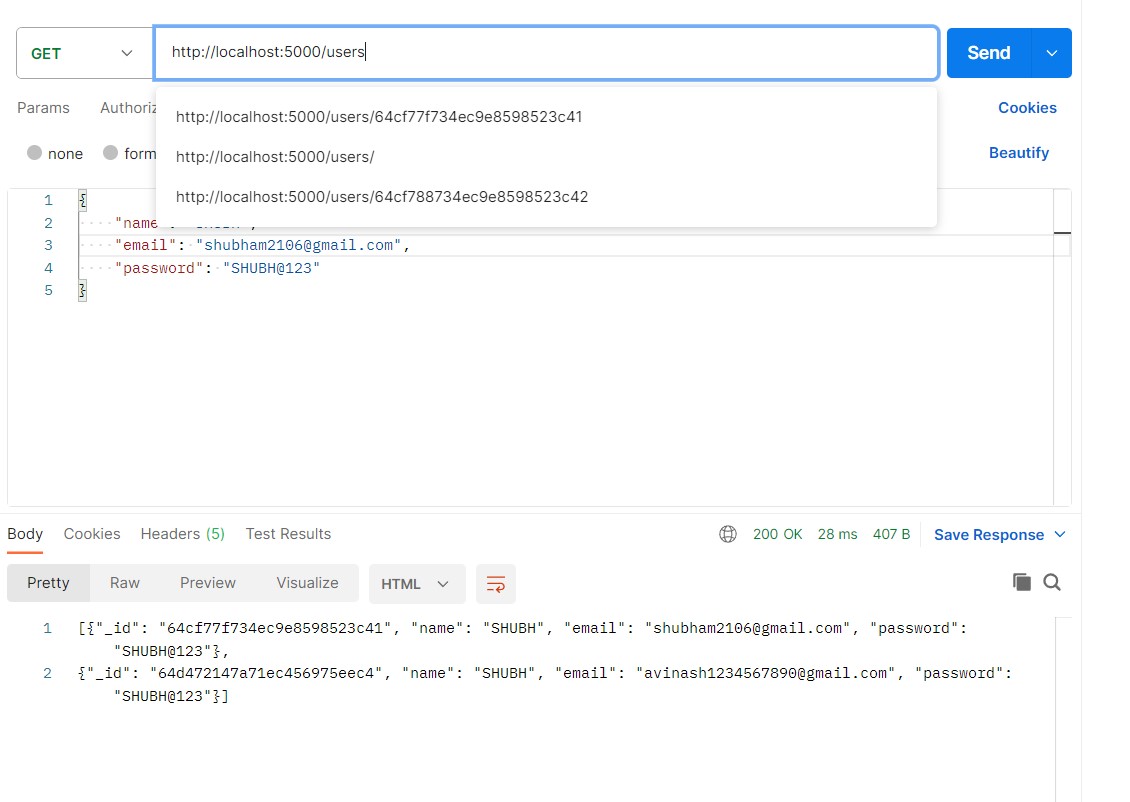 GET
http://localhost:5000/users
Send
Params
Cookies
http://localhost:5000/users/64cf77f734ec9e8598523c41
none
form
http://localhost:5000/users/
Beautify
http://localhost:5000/users/64cf788734ec9e8598523c42
1 {
2 "name
3 "email": "shubham2106@gmail.com",
4 "password": "SHUBH@123"
5 }
Body Cookies Headers (5) Test Results 200 OK 28 ms 407 B Save Response
Pretty Raw Preview Visualize HTML
1 [{"_id": "64cf77f734ec9e8598523c41", "name": "SHUBH", "email": "shubham2106@gmail.com", "password":
"SHUBH@123"},
2 {"_id": "64d472147a71ec456975eec4", "name": "SHUBH", "email": "avinash1234567890@gmail.com", "password":
"SHUBH@123"}]